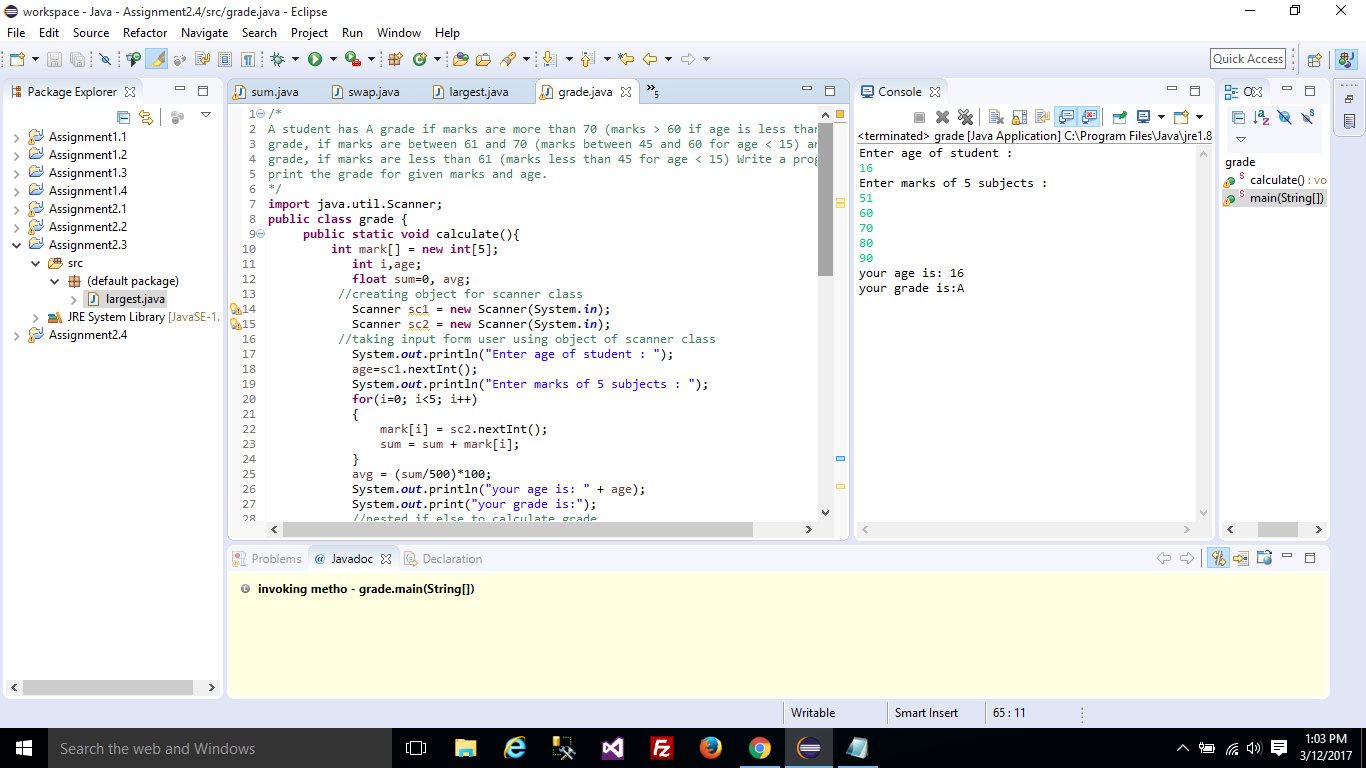 workspace - Java - Assignment2.4/src/grade.java - Eclipse
File Edit Source Refactor Navigate Search Project Run Window Help
Quick Access
Package Explorer
Assignment1.1
Assignment1.2
Assignment1.3
Assignment1.4
Assignment2.1
Assignment2.2
Assignment2.3
src
(default package)
largest.java
JRE System Library [JavaSE-1.
Assignment2.4
sum.java swap.java largest.java grade.java »5
1 /*
2 A student has A grade if marks are more than 70 (marks > 60 if age is less than
3 grade, if marks are between 61 and 70 (marks between 45 and 60 for age < 15) an
4 grade, if marks are less than 61 (marks less than 45 for age < 15) Write a prog
5 print the grade for given marks and age.
6 */
7 import java.util.Scanner;
8 public class grade {
9 public static void calculate(){
10 int mark[] = new int[5];
11 int i,age;
12 float sum=0, avg;
13 //creating object for scanner class
14 Scanner sc1 = new Scanner(System.in);
15 Scanner sc2 = new Scanner(System.in);
16 //taking input form user using object of scanner class
17 System.out.println("Enter age of student : ");
18 age=sc1.nextInt();
19 System.out.println("Enter marks of 5 subjects : ");
20 for(i=0; i<5; i++)
21 {
22 mark[i] = sc2.nextInt();
23 sum = sum + mark[i];
24 }
25 avg = (sum/500)*100;
26 System.out.println("your age is: " + age);
27 System.out.print("your grade is:");
28 //nested if else to calculate grade
Console
<terminated> grade [Java Application] C:\Program Files\Java\jre1.8
Enter age of student :
16
Enter marks of 5 subjects :
51
60
70
80
90
your age is: 16
your grade is:A
grade
calculate() : vo
main(String[])
Problems @ Javadoc Declaration
invoking metho - grade.main(String[])
Writable Smart Insert 65 : 11
Search the web and Windows
1:03 PM
3/12/2017